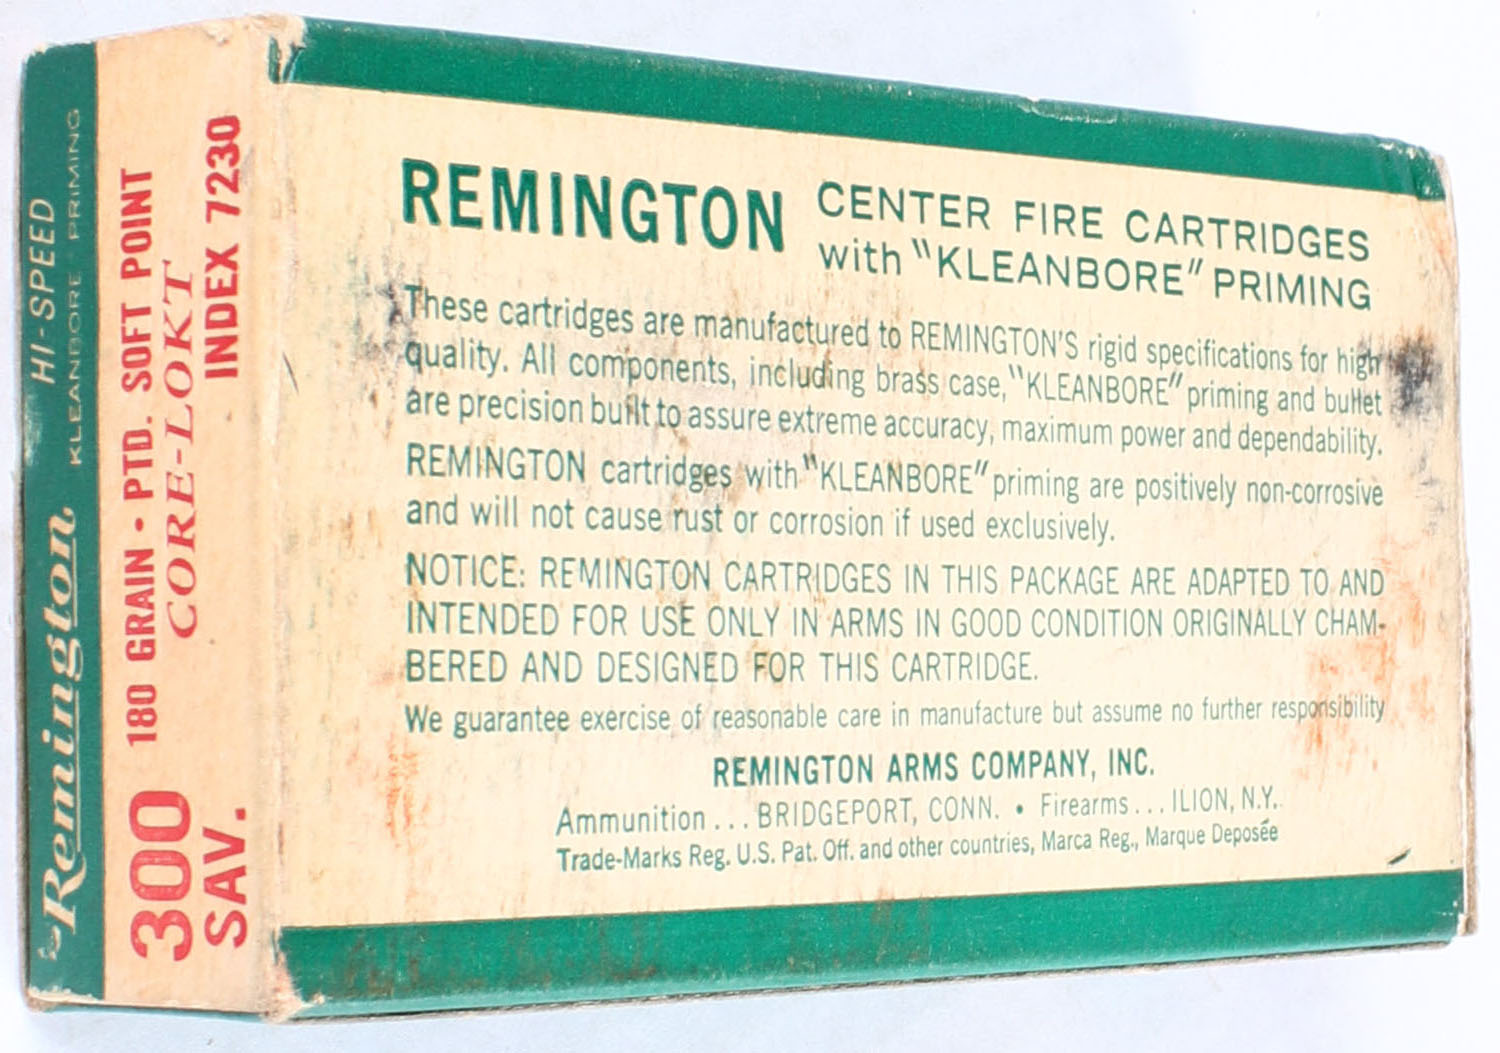 Remington HI-SPEED
KLEANBORE PRIMING
300 180 GRAIN • PTD. SOFT POINT
CORE-LOKT
SAV. INDEX 7230
REMINGTON CENTER FIRE CARTRIDGES
with "KLEANBORE" PRIMING
These cartridges are manufactured to REMINGTON'S rigid specifications for high
quality. All components, including brass case, "KLEANBORE" priming and bullet
are precision built to assure extreme accuracy, maximum power and dependability.
REMINGTON cartridges with "KLEANBORE" priming are positively non-corrosive
and will not cause rust or corrosion if used exclusively.
NOTICE: REMINGTON CARTRIDGES IN THIS PACKAGE ARE ADAPTED TO AND
INTENDED FOR USE ONLY IN ARMS IN GOOD CONDITION ORIGINALLY CHAM-
BERED AND DESIGNED FOR THIS CARTRIDGE.
We guarantee exercise of reasonable care in manufacture but assume no further responsibility
REMINGTON ARMS COMPANY, INC.
Ammunition ... BRIDGEPORT, CONN. • Firearms ... ILION, N.Y.
Trade-Marks Reg. U.S. Pat. Off. and other countries, Marca Reg., Marque Deposée